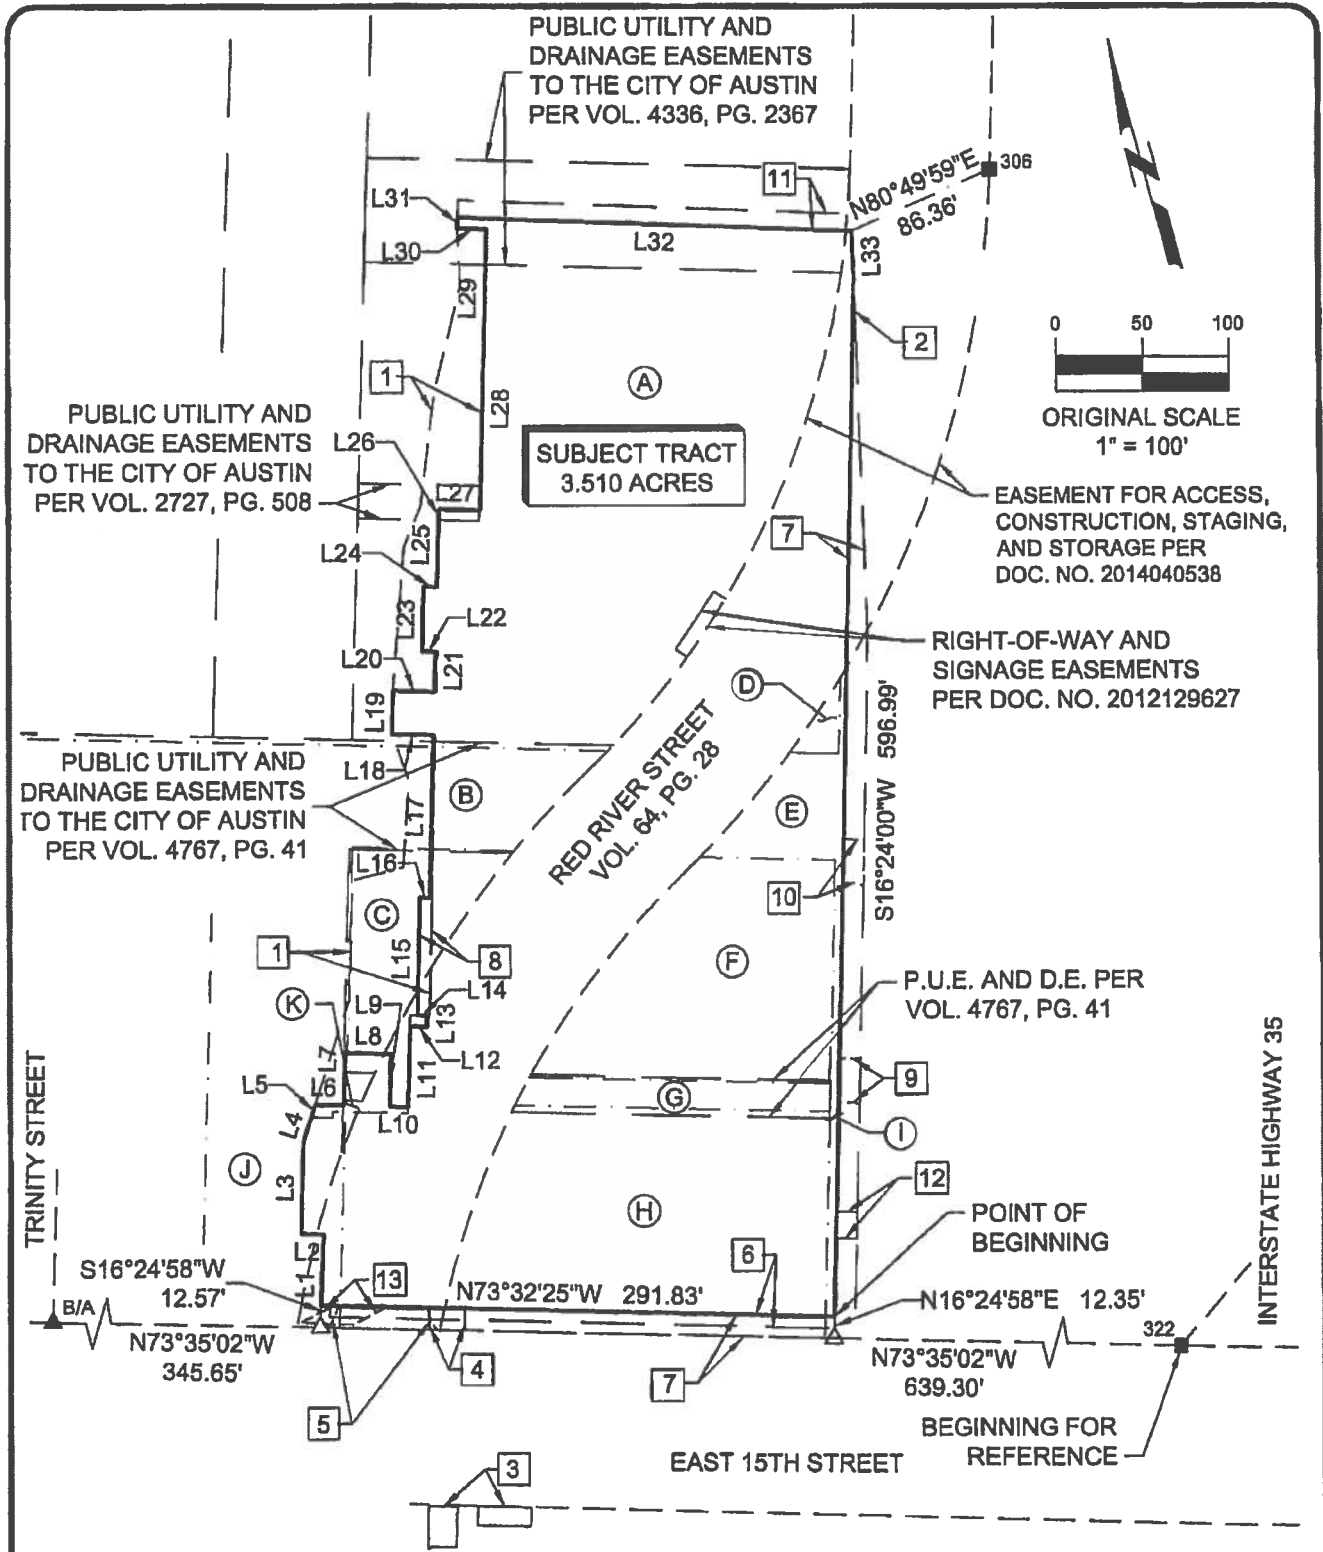 PUBLIC UTILITY AND
DRAINAGE EASEMENTS
TO THE CITY OF AUSTIN
PER VOL. 4336, PG. 2367
N80°49'59"E
86.36'
306
11
L31
L30
L32
L33
L29
2
0 50 100
ORIGINAL SCALE
1" = 100'
1
A
L28
PUBLIC UTILITY AND
DRAINAGE EASEMENTS
TO THE CITY OF AUSTIN
PER VOL. 2727, PG. 508
L26
L27
SUBJECT TRACT
3.510 ACRES
EASEMENT FOR ACCESS,
CONSTRUCTION, STAGING,
AND STORAGE PER
DOC. NO. 2014040538
7
L25
L24
L23
L22
L20
L21
L19
RIGHT-OF-WAY AND
SIGNAGE EASEMENTS
PER DOC. NO. 2012129627
D
S16°24'00"W 596.99'
RED RIVER STREET
VOL. 64, PG. 28
PUBLIC UTILITY AND
DRAINAGE EASEMENTS
TO THE CITY OF AUSTIN
PER VOL. 4767, PG. 41
L18
L17
B
E
L16
10
C
1
L15
8
F
L14
L13
P.U.E. AND D.E. PER
VOL. 4767, PG. 41
K
L9
L8
L12
L7
L11
9
L5
L6
G
L4
L10
I
TRINITY STREET
J
L3
12
H
POINT OF
BEGINNING
INTERSTATE HIGHWAY 35
L2
S16°24'58"W
12.57'
L1
13
6
N73°32'25"W 291.83'
N16°24'58"E 12.35'
B/A
322
N73°35'02"W
345.65'
4
7
N73°35'02"W
639.30'
5
BEGINNING FOR
REFERENCE
EAST 15TH STREET
3